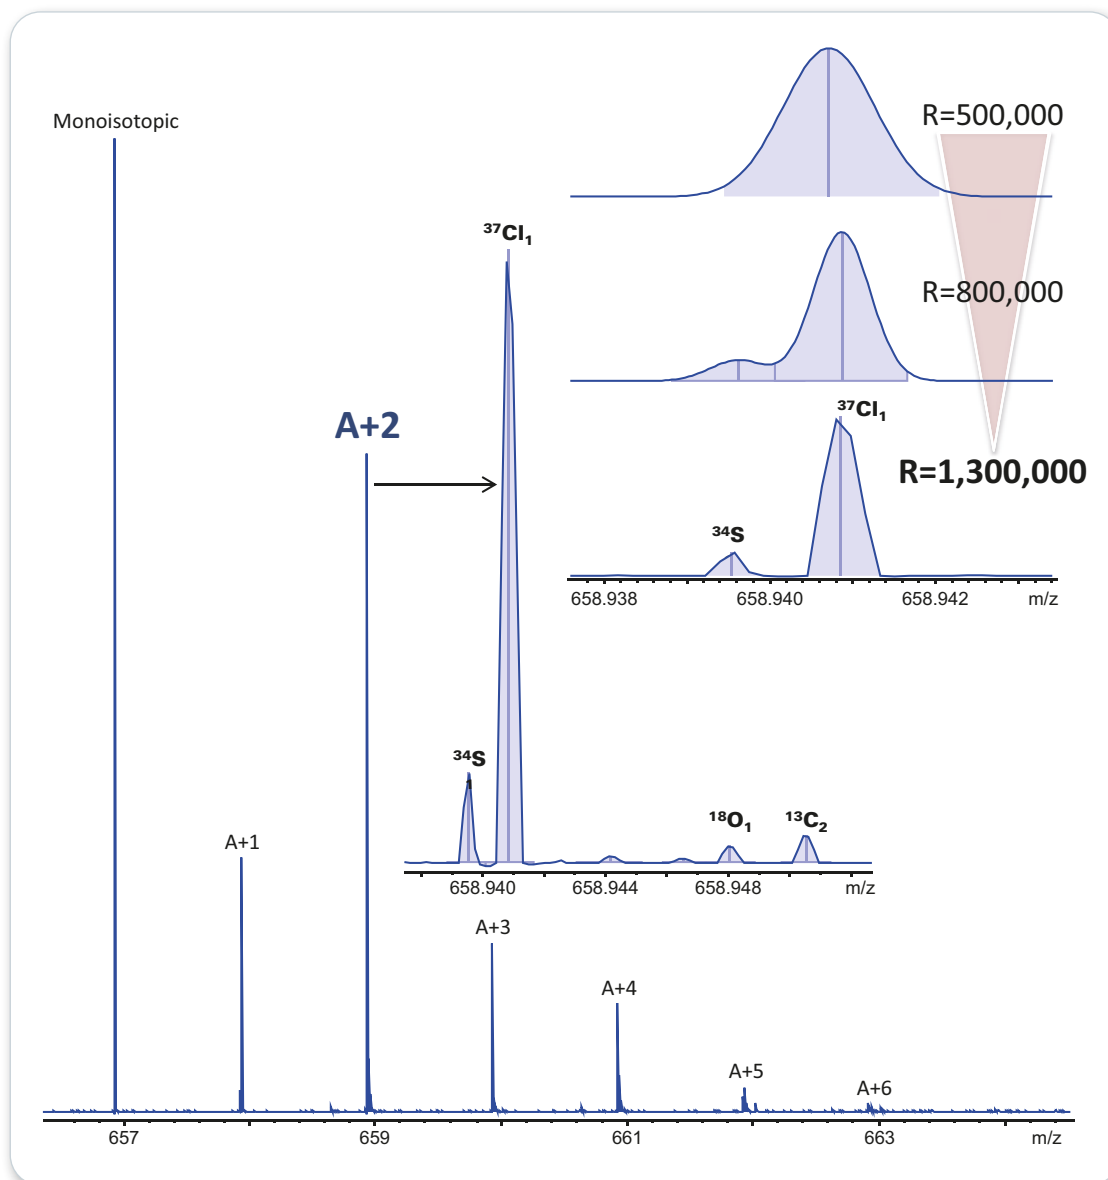 Monoisotopic
R=500,000
³⁷Cl₁
R=800,000
³⁷Cl₁
A+2
R=1,300,000
³⁴S
658.938 658.940 658.942 m/z
³⁴S
1
¹⁸O₁ ¹³C₂
A+1
658.940 658.944 658.948 m/z
A+3
A+4
A+5
A+6
657 659 661 663 m/z